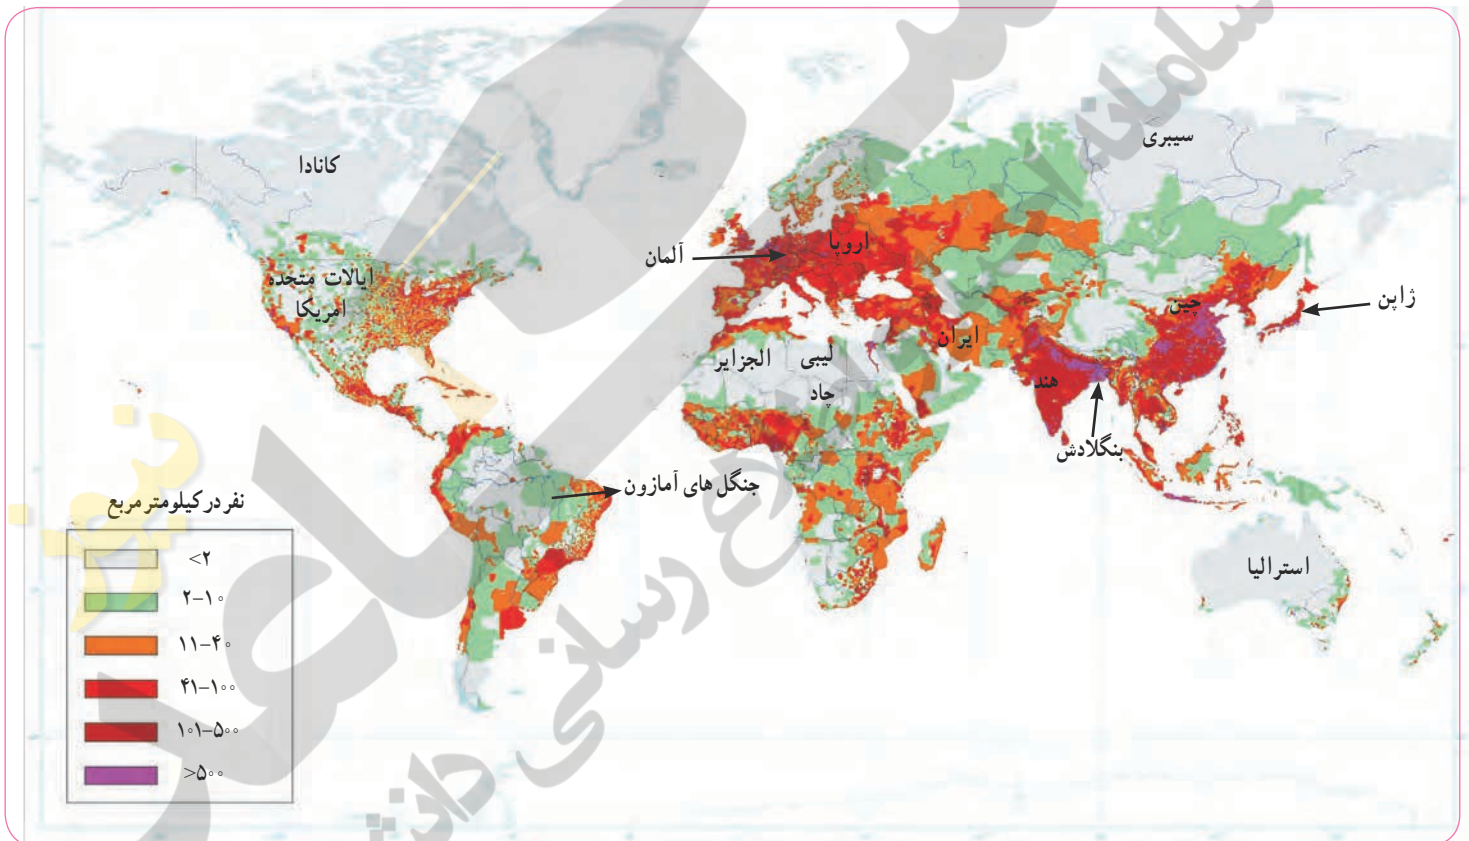 کانادا
سیبری
ایالات متحده
امریکا
آلمان
اروپا
ژاپن
چین
ایران
لیبی
الجزایر
چاد
هند
بنگلادش
جنگل های آمازون
استرالیا
نفر در کیلومتر مربع
<۲
۲–۱۰
۱۱–۴۰
۴۱–۱۰۰
۱۰۱–۵۰۰
>۵۰۰
نیوز